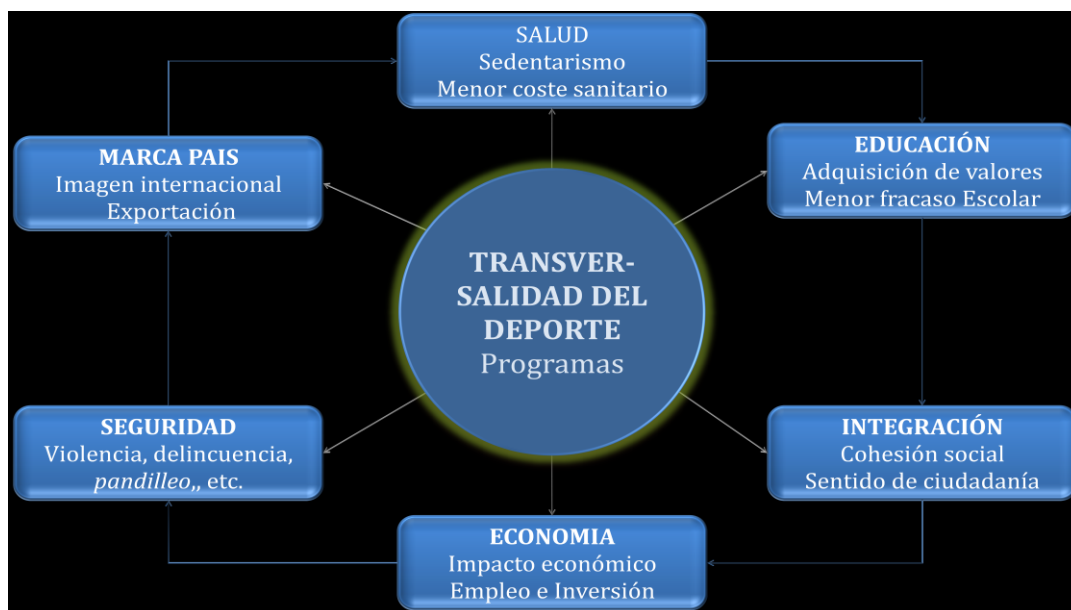 SALUD
Sedentarismo
Menor coste sanitario
MARCA PAIS
Imagen internacional
Exportación
EDUCACIÓN
Adquisición de valores
Menor fracaso Escolar
TRANSVER-
SALIDAD DEL
DEPORTE
Programas
SEGURIDAD
Violencia, delincuencia,
pandilleo,, etc.
INTEGRACIÓN
Cohesión social
Sentido de ciudadanía
ECONOMIA
Impacto económico
Empleo e Inversión